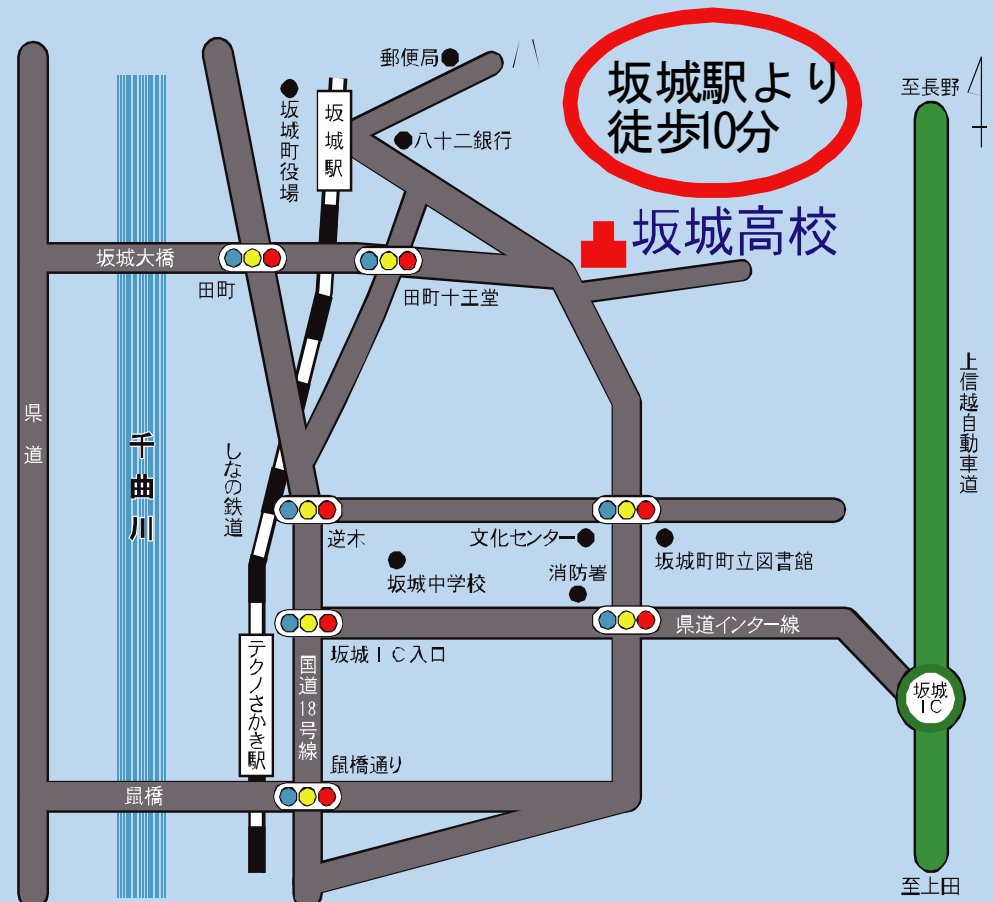 郵便局
坂城駅より
徒歩10分
至長野
坂城町役場
坂城駅
八十二銀行
坂城高校
坂城大橋
田町
田町十王堂
県道
千曲川
しなの鉄道
上信越自動車道
逆木
文化センター
坂城町町立図書館
坂城中学校
消防署
県道インター線
坂城IC入口
国道18号線
テクノさかき駅
坂城
IC
鼠橋通り
鼠橋
至上田